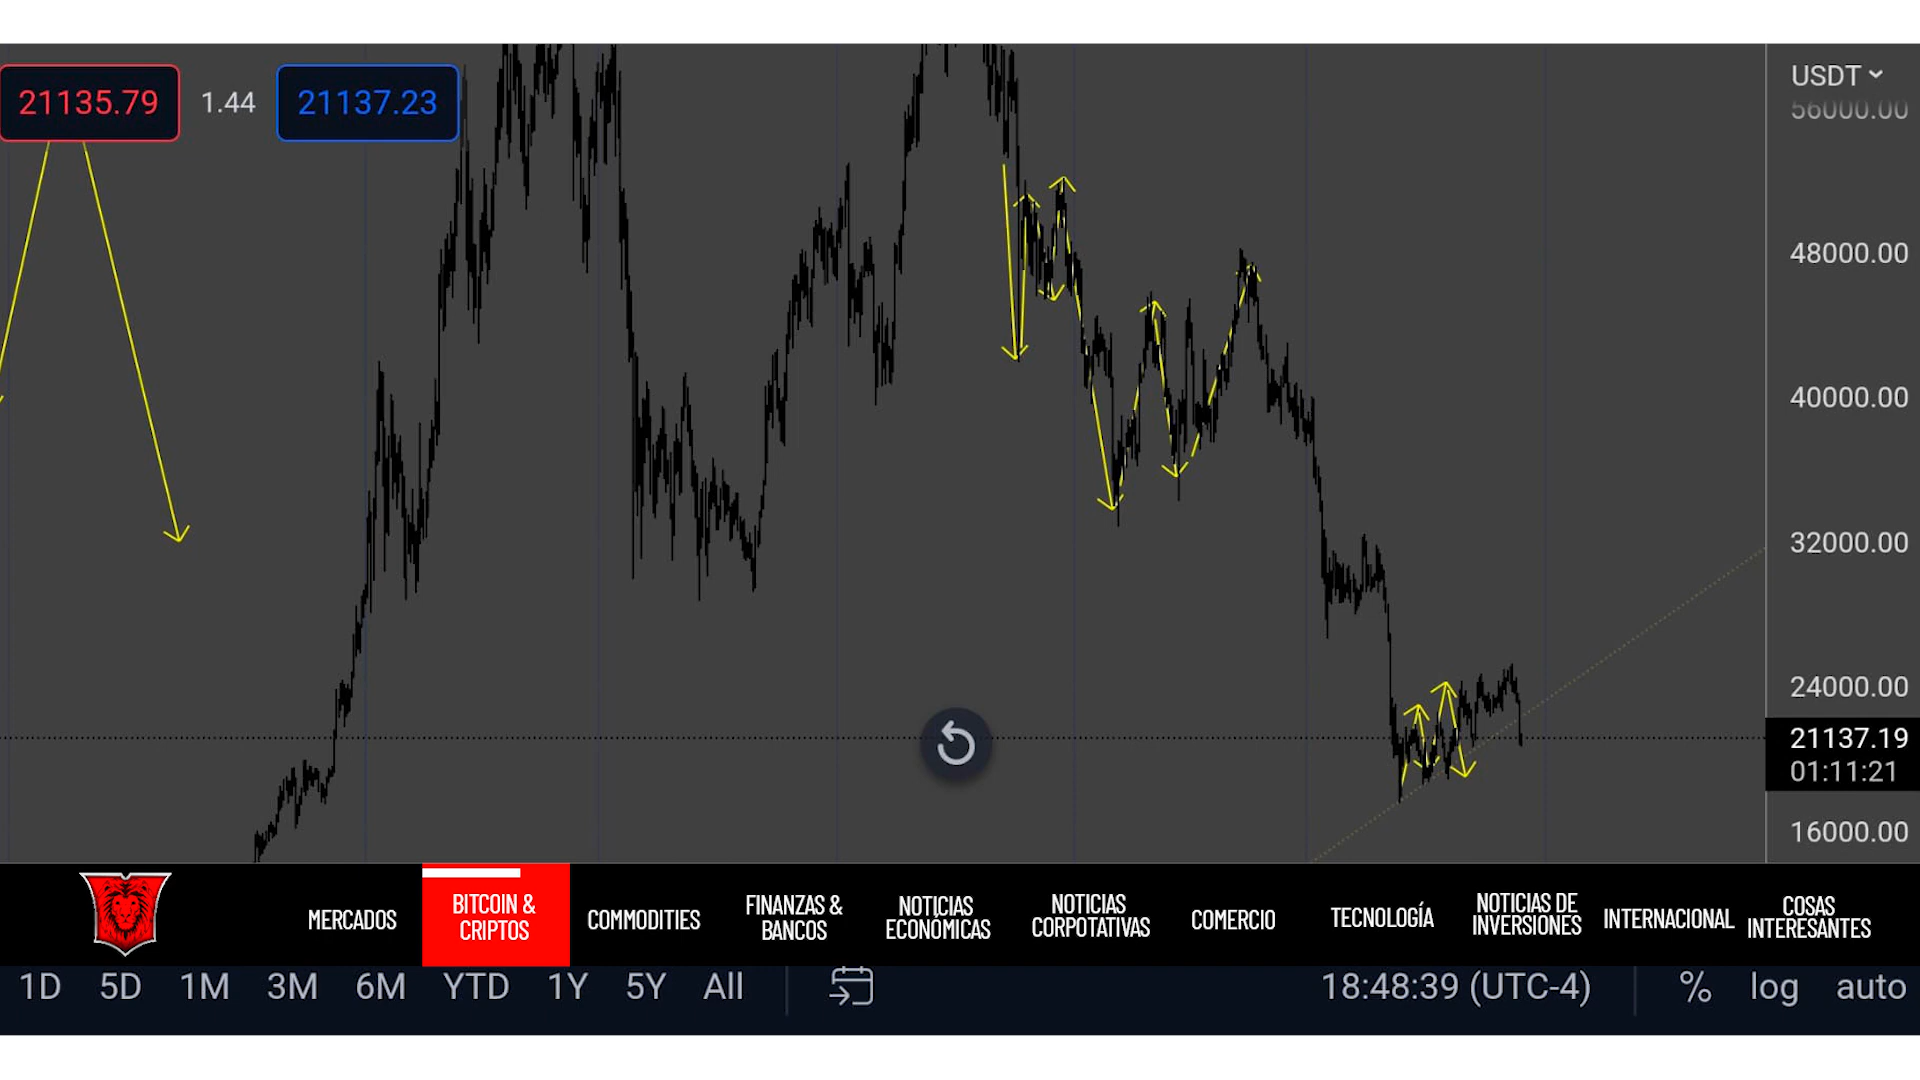 21135.79 1.44 21137.23
USDT
56000.00
48000.00
40000.00
32000.00
24000.00
21137.19
01:11:21
16000.00
MERCADOS
BITCOIN &
CRIPTOS
COMMODITIES
FINANZAS &
BANCOS
NOTICIAS
ECONÓMICAS
NOTICIAS
CORPOTATIVAS
COMERCIO
TECNOLOGÍA
NOTICIAS DE
INVERSIONES
INTERNACIONAL
COSAS
INTERESANTES
1D 5D 1M 3M 6M YTD 1Y 5Y All 18:48:39 (UTC-4) % log auto